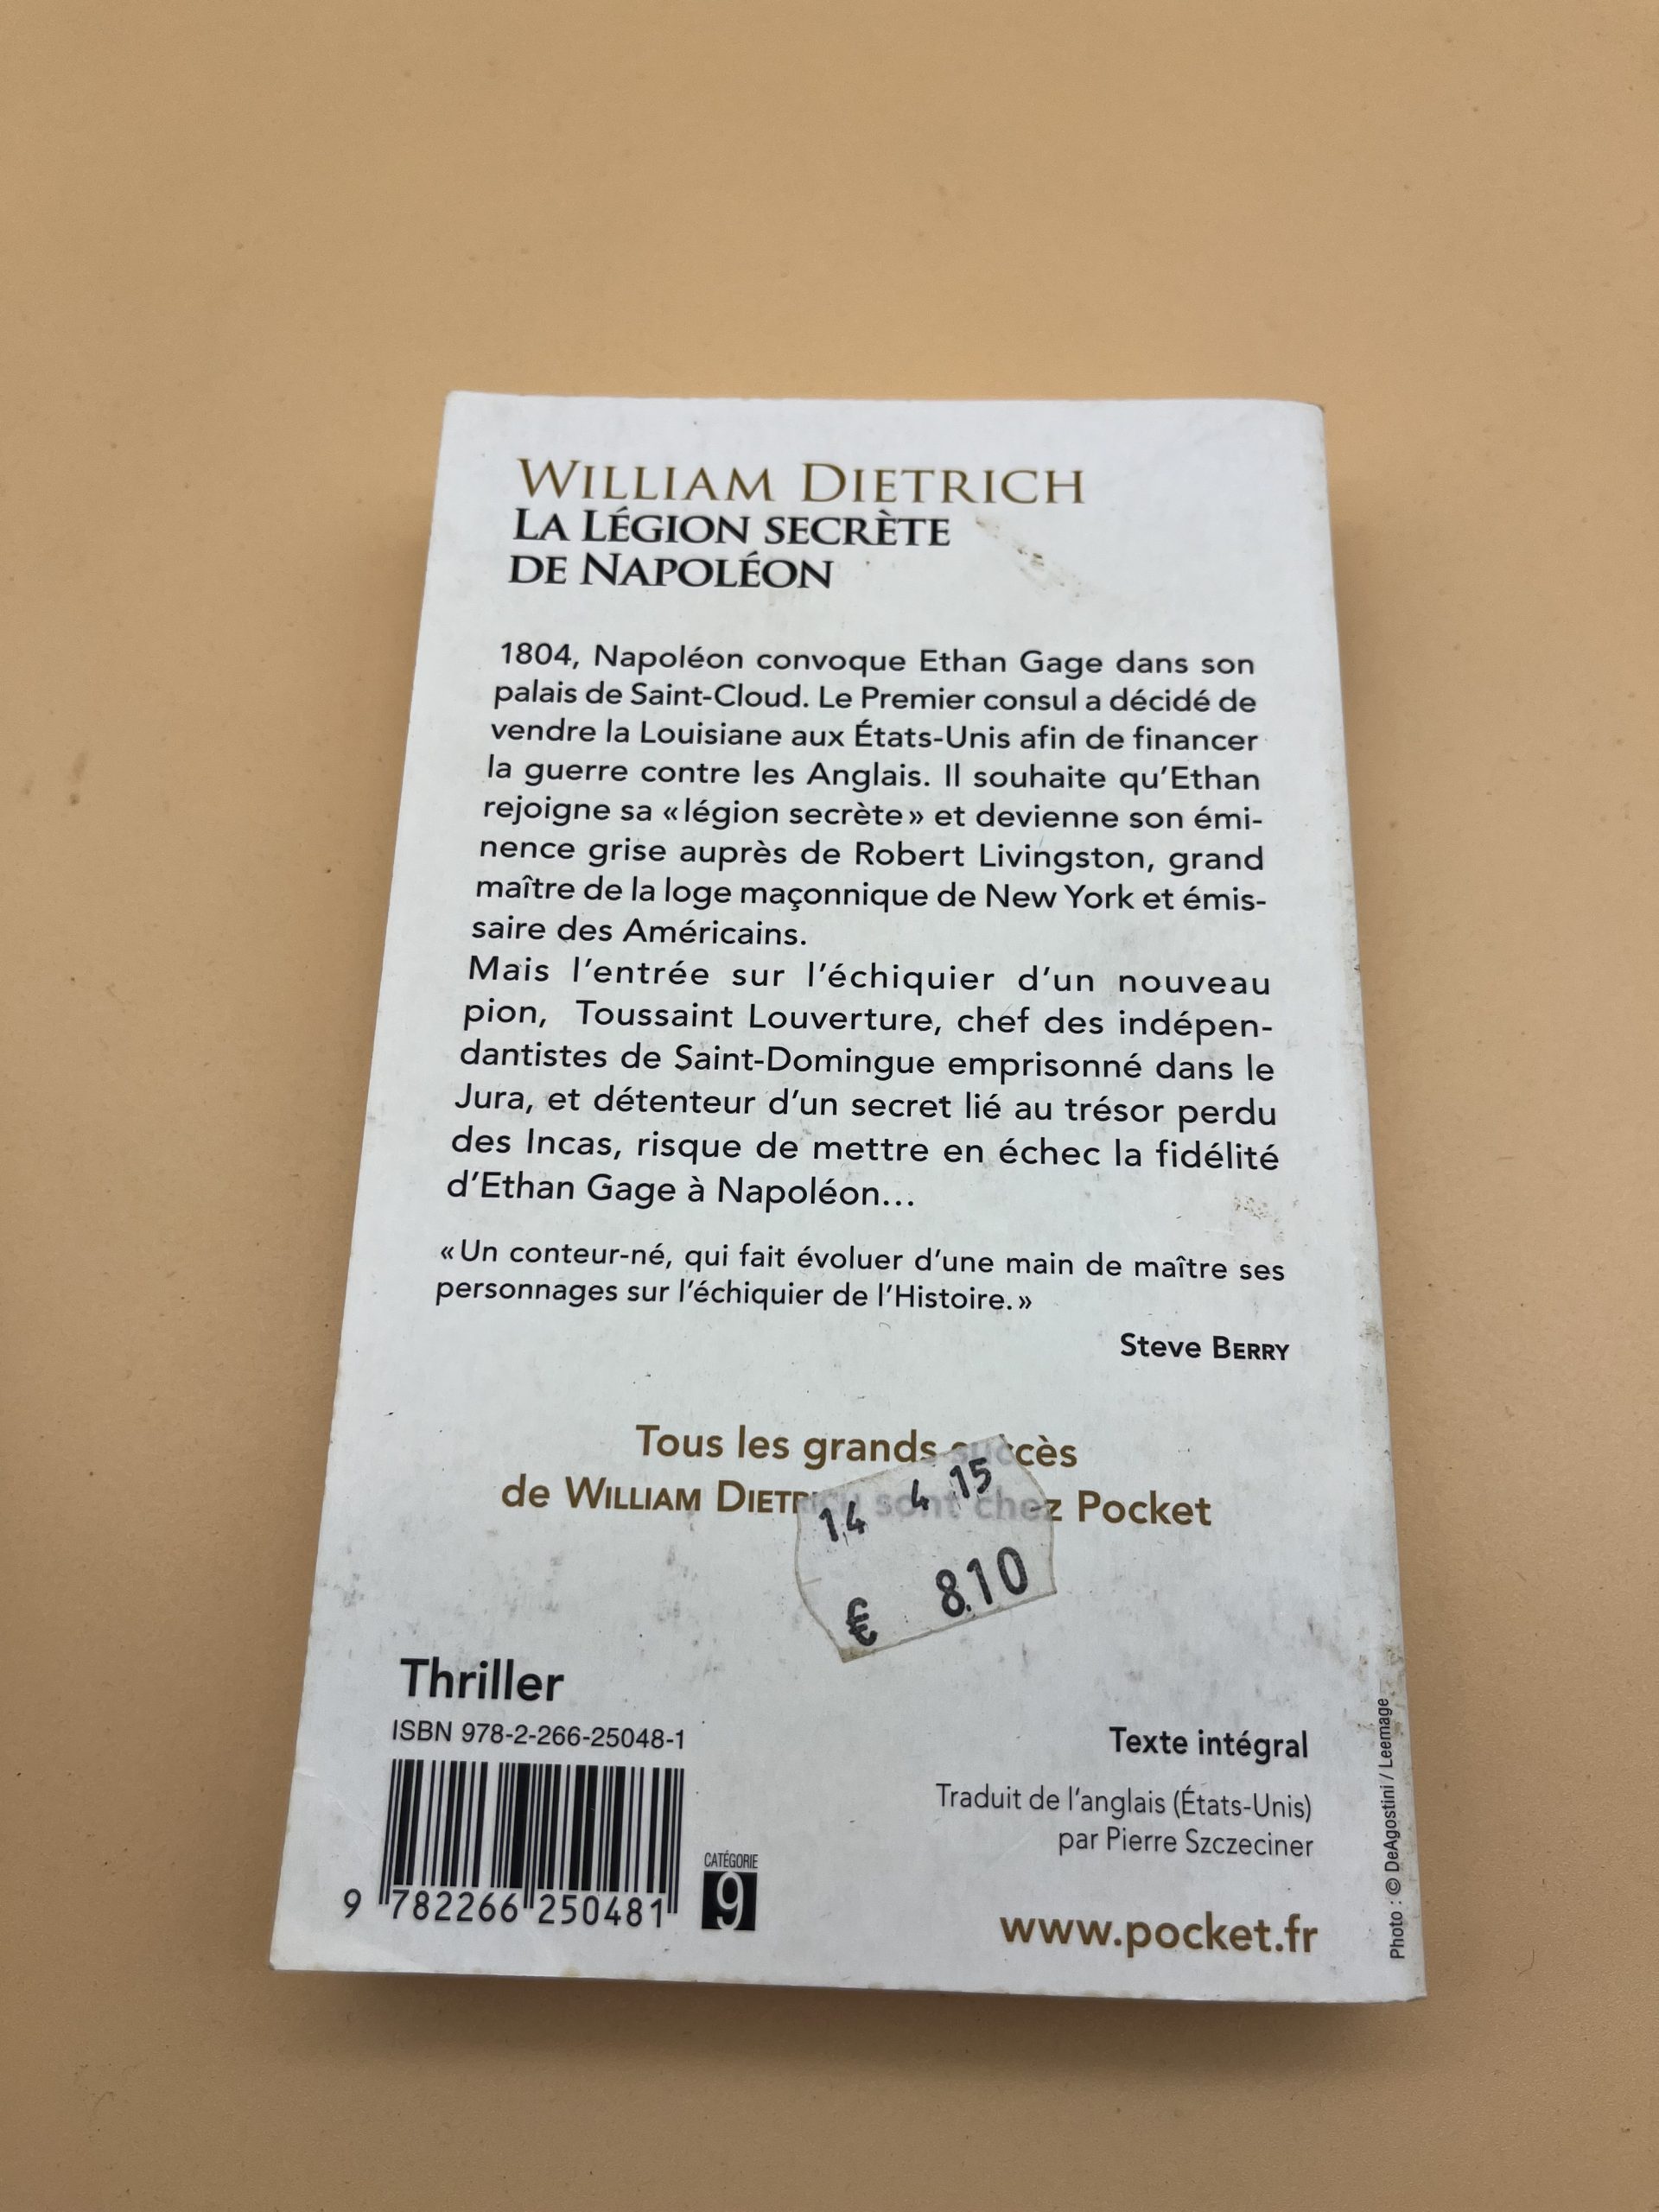 WILLIAM DIETRICH
LA LÉGION SECRÈTE
DE NAPOLÉON
1804, Napoléon convoque Ethan Gage dans son
palais de Saint-Cloud. Le Premier consul a décidé de
vendre la Louisiane aux États-Unis afin de financer
la guerre contre les Anglais. Il souhaite qu'Ethan
rejoigne sa «légion secrète» et devienne son émi-
nence grise auprès de Robert Livingston, grand
maître de la loge maçonnique de New York et émis-
saire des Américains.
Mais l'entrée sur l'échiquier d'un nouveau
pion, Toussaint Louverture, chef des indépen-
dantistes de Saint-Domingue emprisonné dans le
Jura, et détenteur d'un secret lié au trésor perdu
des Incas, risque de mettre en échec la fidélité
d'Ethan Gage à Napoléon...
«Un conteur-né, qui fait évoluer d'une main de maître ses
personnages sur l'échiquier de l'Histoire.»
Steve BERRY
Tous les grands succès
de WILLIAM DIETRICH sont chez Pocket
14 4 15
€ 8.10
Thriller
ISBN 978-2-266-25048-1
9 782266 250481
CATÉGORIE
9
Texte intégral
Traduit de l'anglais (États-Unis)
par Pierre Szczeciner
www.pocket.fr
Photo : © DeAgostini / Leemage